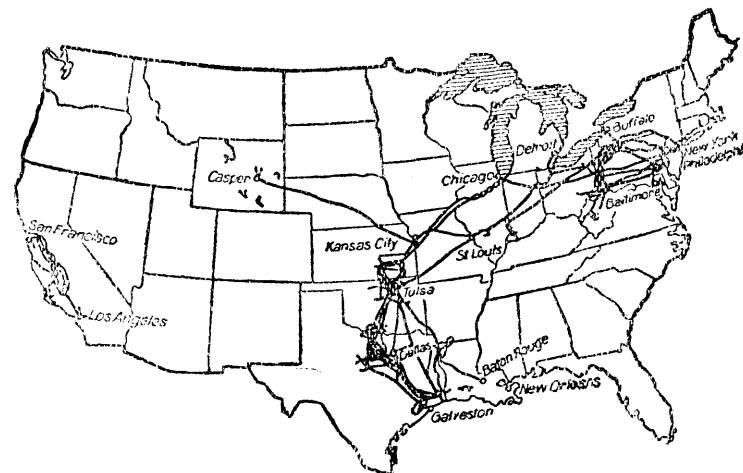 Buffalo
Detroit
New York
Philadelphia
Chicago
Casper
Baltimore
San Francisco
Kansas City
St Louis
Tulsa
Los Angeles
Dallas
Baton Rouge
New Orleans
Galveston